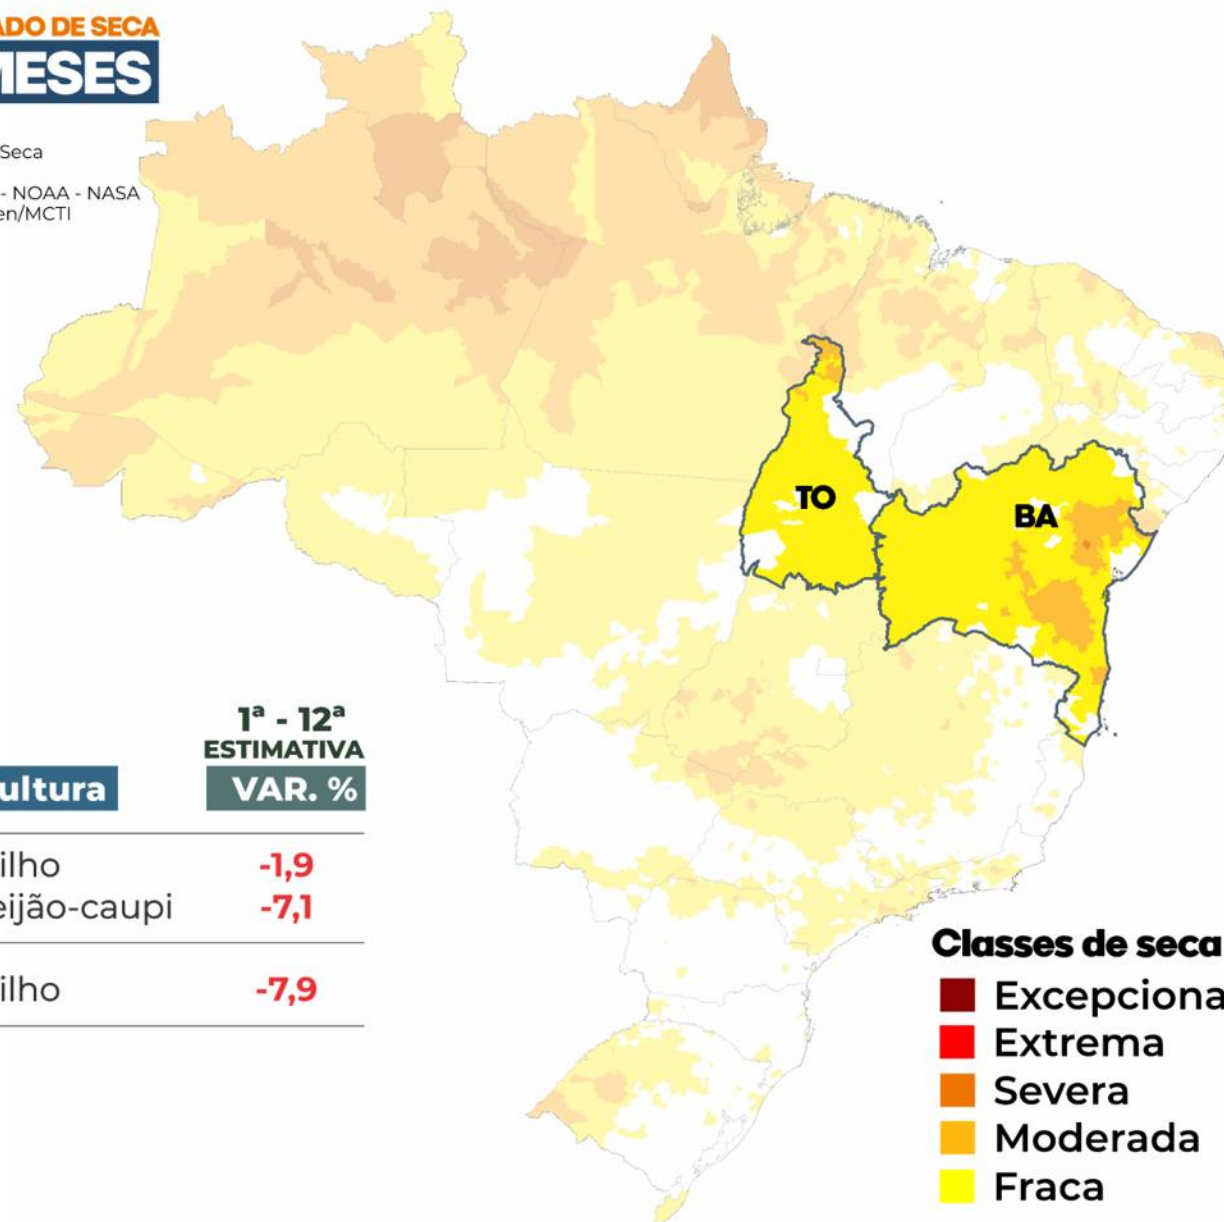 ADO DE SECA
MESES
Seca
- NOAA - NASA
en/MCTI
TO
BA
1ª - 12ª
ESTIMATIVA
ultura VAR. %
ilho -1,9
eijão-caupi -7,1
ilho -7,9
Classes de seca
Excepciona
Extrema
Severa
Moderada
Fraca